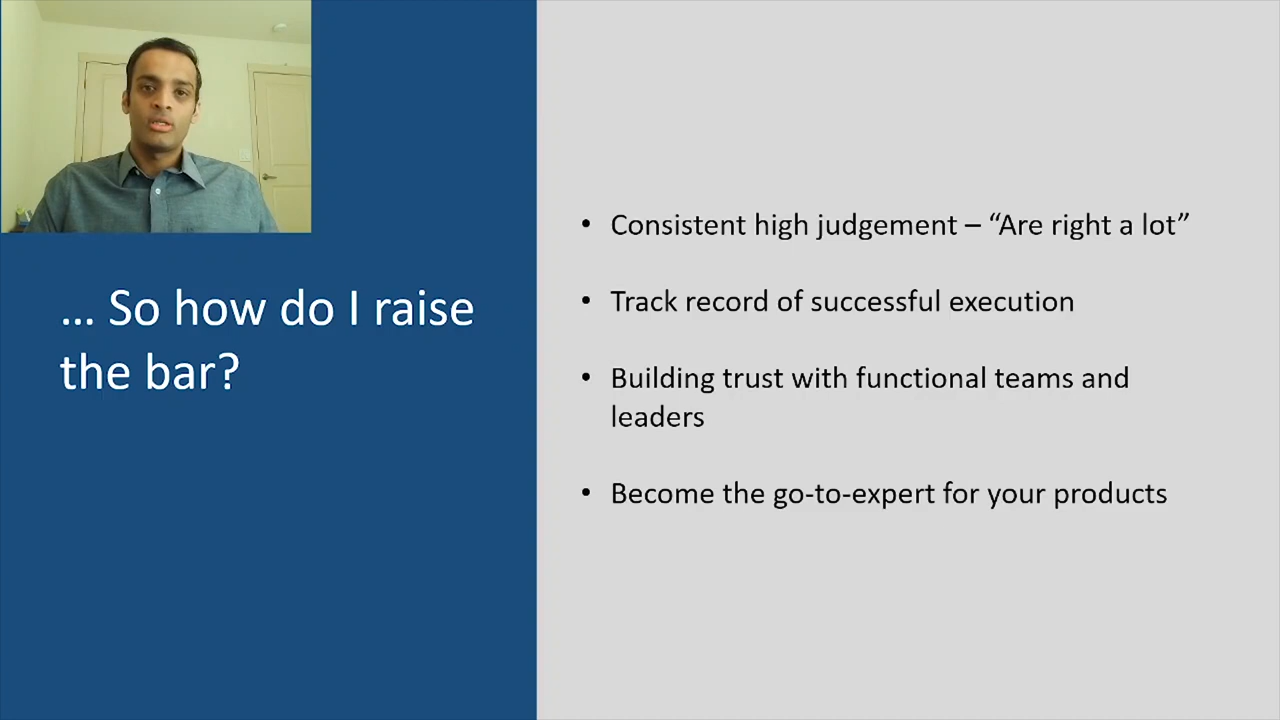 … So how do I raise
the bar?
• Consistent high judgement – “Are right a lot”
• Track record of successful execution
• Building trust with functional teams and
leaders
• Become the go-to-expert for your products